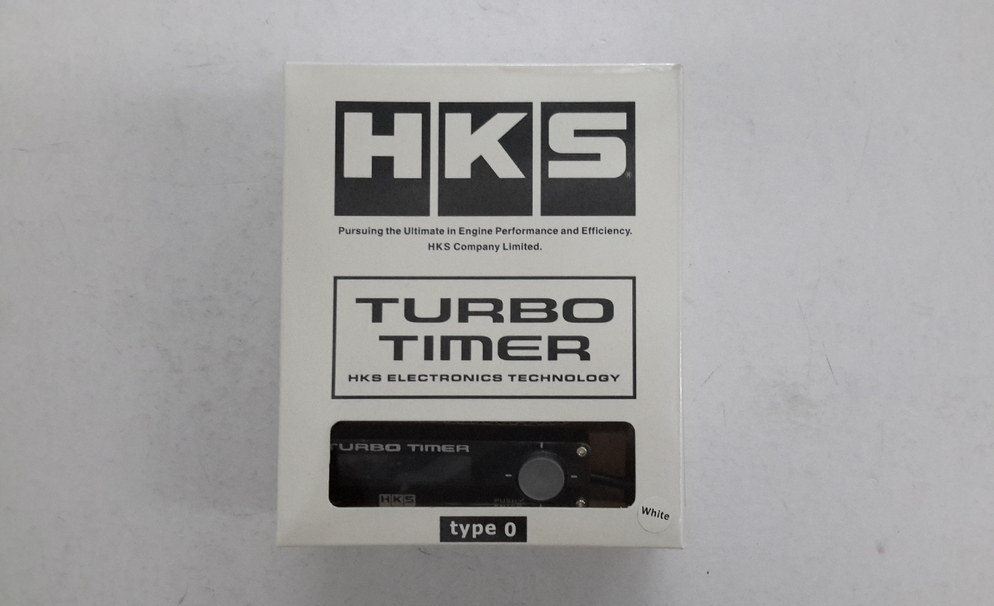 HKS
Pursuing the Ultimate in Engine Performance and Efficiency.
HKS Company Limited.
TURBO
TIMER
HKS ELECTRONICS TECHNOLOGY
TURBO TIMER
HKS
White
type 0